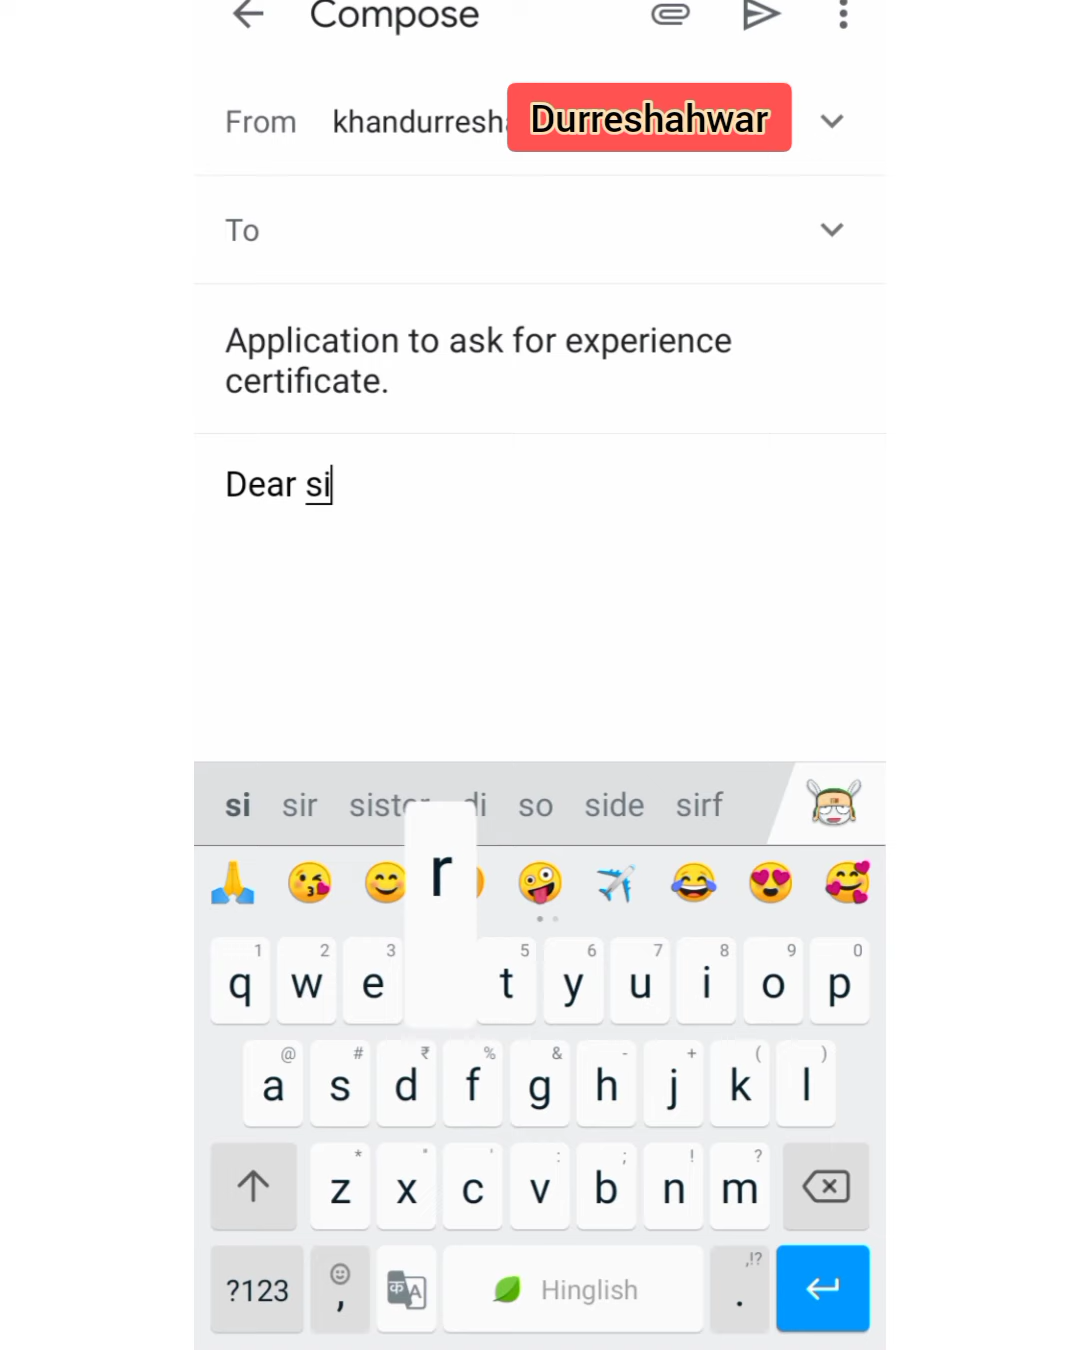 Compose
From khandurresh
Durreshahwar
To
Application to ask for experience
certificate.
Dear si
si sir di so side sirf
r
1 2 3 5 6 7 8 9 0
q w e t y u i o p
@ # ₹ % & - + ( )
a s d f g h j k l
* " ' : ; ! ?
z x c v b n m
?123 , Hinglish ,!? .